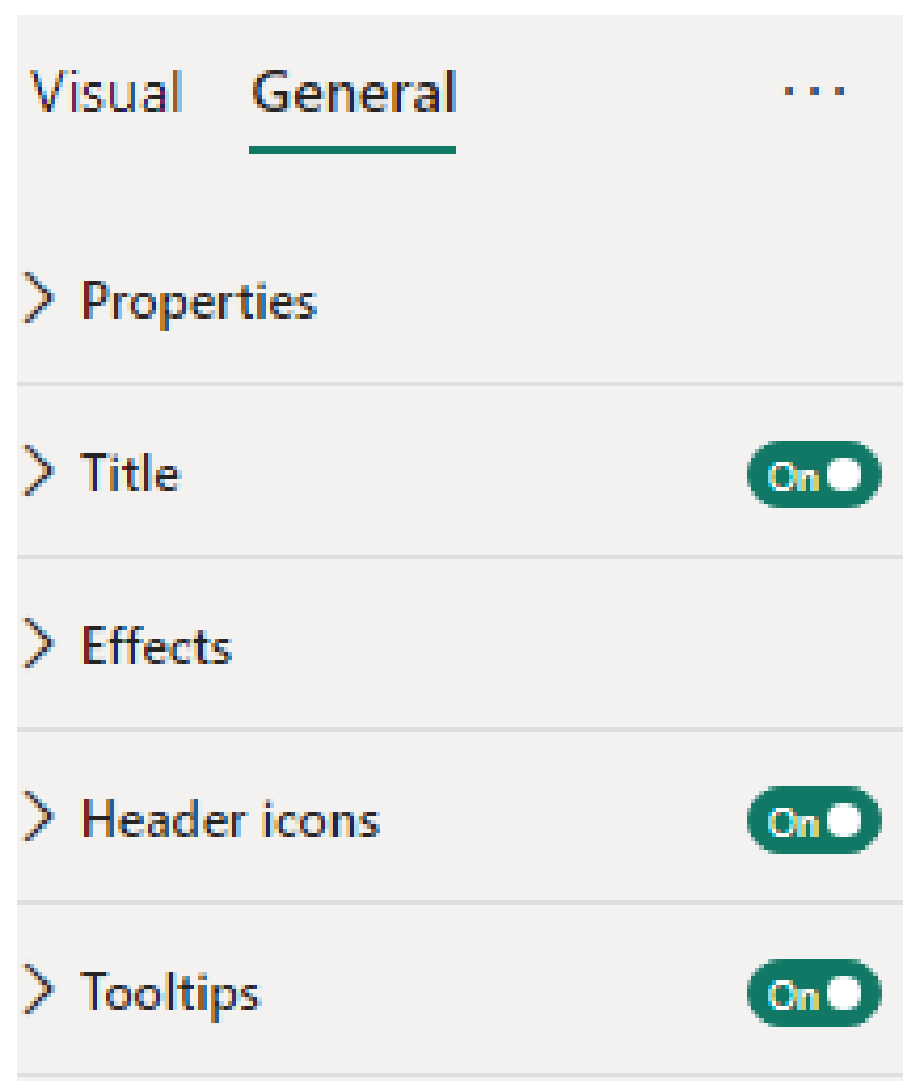 Visual General ...
Properties
Title On
Effects
Header icons On
Tooltips On